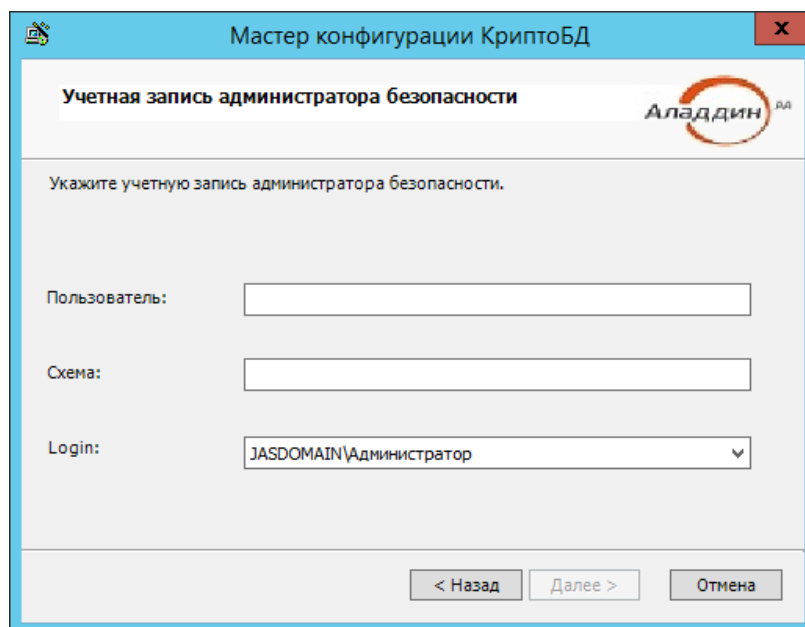 Мастер конфигурации КриптоБД
x
Учетная запись администратора безопасности
Аладдин РД
Укажите учетную запись администратора безопасности.
Пользователь:
Схема:
Login:
JASDOMAIN\Администратор
< Назад
Далее >
Отмена